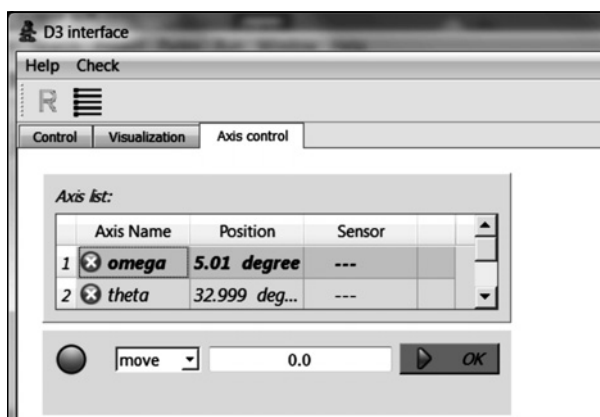 D3 interface
Help Check
R
Control Visualization Axis control
Axis list:
Axis Name Position Sensor
1 omega 5.01 degree ---
2 theta 32.999 deg... ---
move 0.0 OK